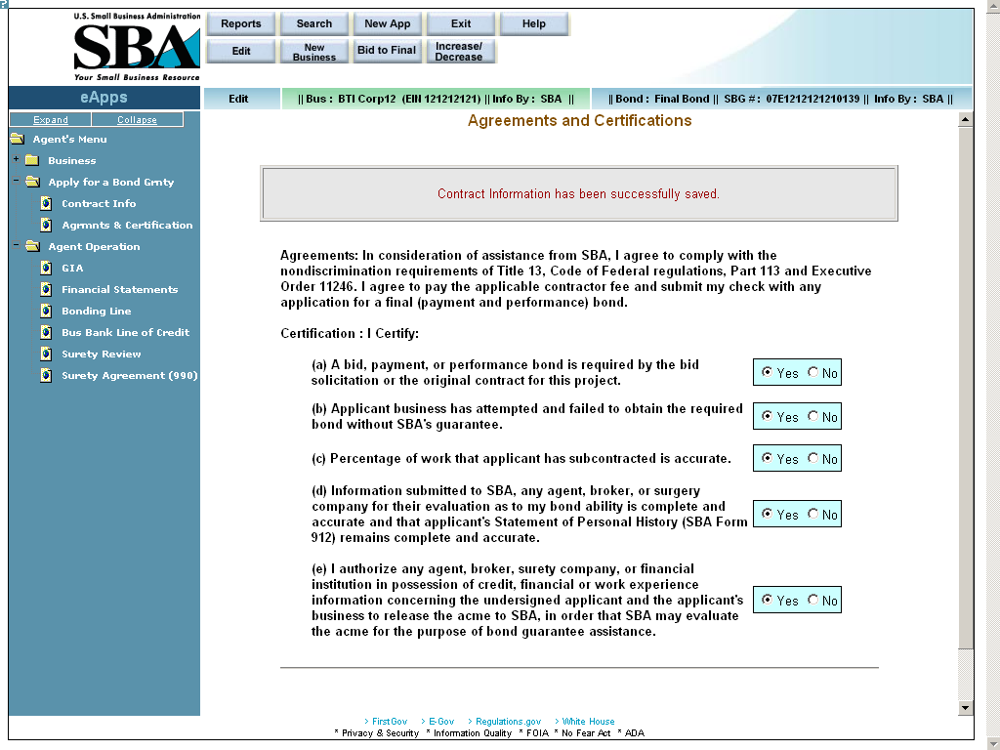 U.S. Small Business Administration
SBA
Your Small Business Resource
Reports Search New App Exit Help
Edit New Business Bid to Final Increase/ Decrease
eApps
Edit || Bus : BTI Corp12 (EIN 121212121) || Info By : SBA || || Bond : Final Bond || SBG # : 07E1212121210139 || Info By : SBA ||
Expand Collapse
Agent's Menu
Business
Apply for a Bond Grnty
Contract Info
Agrmnts & Certification
Agent Operation
GIA
Financial Statements
Bonding Line
Bus Bank Line of Credit
Surety Review
Surety Agreement (990)
Agreements and Certifications
Contract Information has been successfully saved.
Agreements: In consideration of assistance from SBA, I agree to comply with the
nondiscrimination requirements of Title 13, Code of Federal regulations, Part 113 and Executive
Order 11246. I agree to pay the applicable contractor fee and submit my check with any
application for a final (payment and performance) bond.
Certification : I Certify:
(a) A bid, payment, or performance bond is required by the bid
solicitation or the original contract for this project.
Yes No
(b) Applicant business has attempted and failed to obtain the required
bond without SBA's guarantee.
Yes No
(c) Percentage of work that applicant has subcontracted is accurate.
Yes No
(d) Information submitted to SBA, any agent, broker, or surgery
company for their evaluation as to my bond ability is complete and
accurate and that applicant's Statement of Personal History (SBA Form
912) remains complete and accurate.
Yes No
(e) I authorize any agent, broker, surety company, or financial
institution in possession of credit, financial or work experience
information concerning the undersigned applicant and the applicant's
business to release the acme to SBA, in order that SBA may evaluate
the acme for the purpose of bond guarantee assistance.
Yes No
> FirstGov > E-Gov > Regulations.gov > White House
* Privacy & Security * Information Quality * FOIA * No Fear Act * ADA